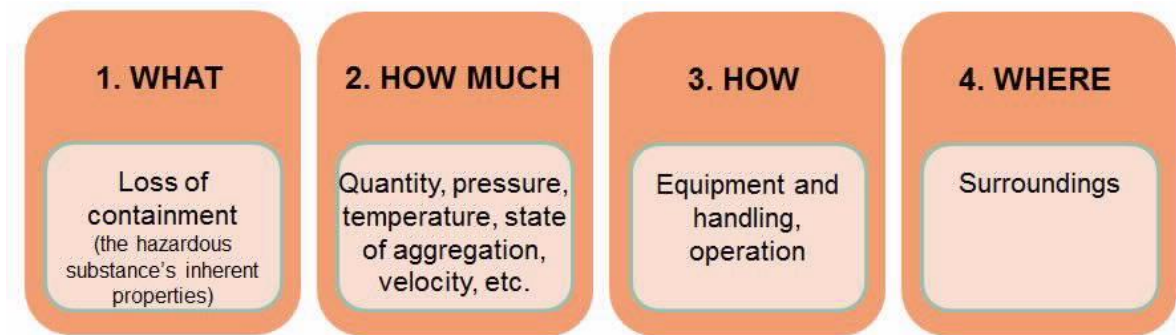 1. WHAT
Loss of
containment
(the hazardous
substance's inherent
properties)
2. HOW MUCH
Quantity, pressure,
temperature, state
of aggregation,
velocity, etc.
3. HOW
Equipment and
handling,
operation
4. WHERE
Surroundings